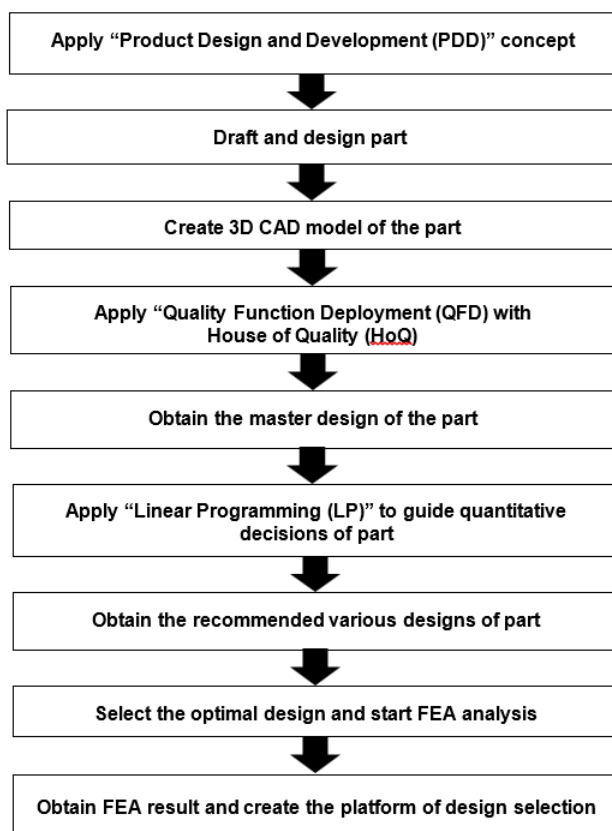 Apply “Product Design and Development (PDD)” concept
Draft and design part
Create 3D CAD model of the part
Apply “Quality Function Deployment (QFD) with
House of Quality (HoQ)
Obtain the master design of the part
Apply “Linear Programming (LP)” to guide quantitative
decisions of part
Obtain the recommended various designs of part
Select the optimal design and start FEA analysis
Obtain FEA result and create the platform of design selection